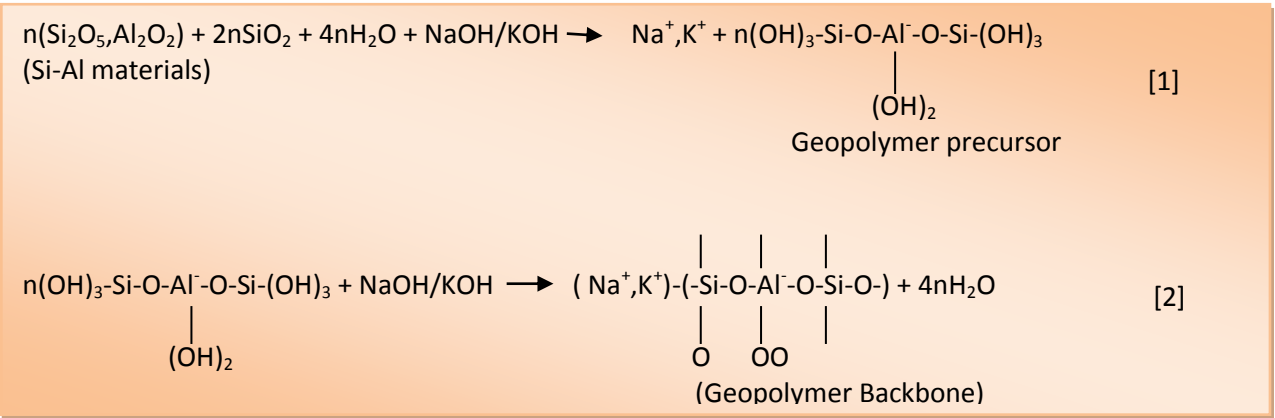 n(Si₂O₅,Al₂O₂) + 2nSiO₂ + 4nH₂O + NaOH/KOH → Na⁺,K⁺ + n(OH)₃-Si-O-Al⁻-O-Si-(OH)₃
(Si-Al materials)
[1]
(OH)₂
Geopolymer precursor
n(OH)₃-Si-O-Al⁻-O-Si-(OH)₃ + NaOH/KOH → ( Na⁺,K⁺)-(-Si-O-Al⁻-O-Si-O-) + 4nH₂O
[2]
(OH)₂ O OO
(Geopolymer Backbone)